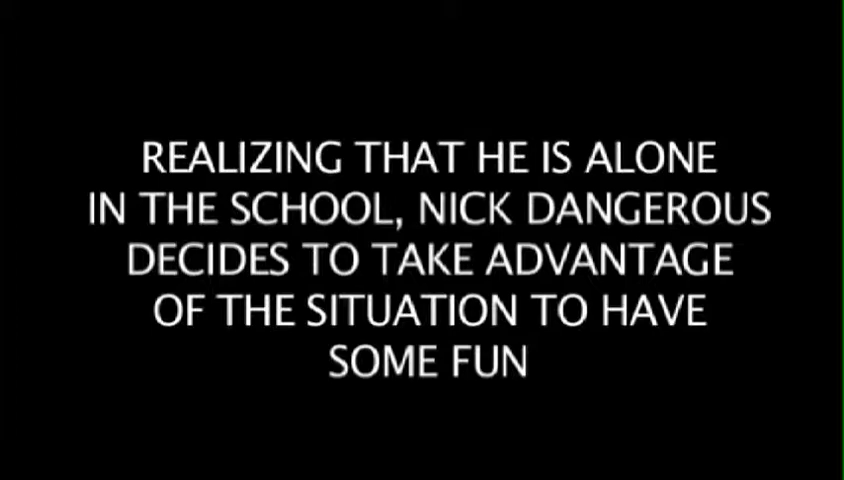 REALIZING THAT HE IS ALONE
IN THE SCHOOL, NICK DANGEROUS
DECIDES TO TAKE ADVANTAGE
OF THE SITUATION TO HAVE
SOME FUN